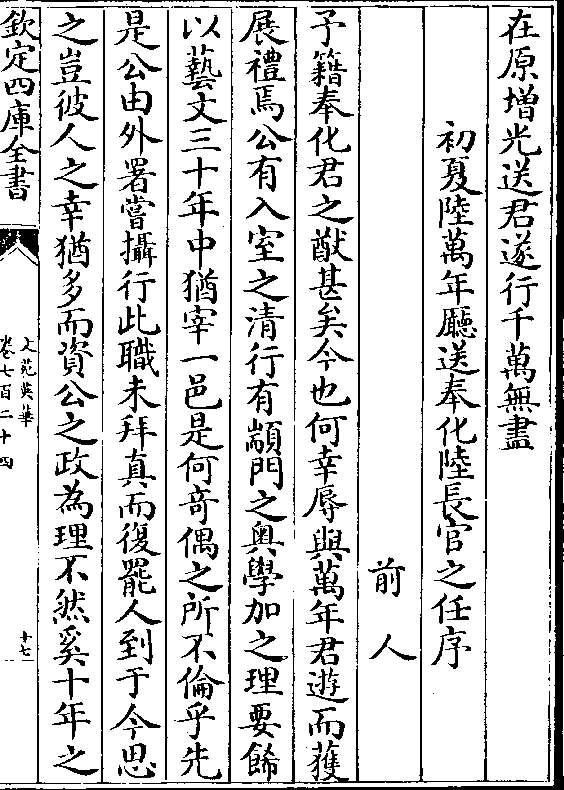 在原增光送君遂行千萬無盡
初夏陸萬年廳送奉化陸長官之任序
前人
予籍奉化君之猷甚矣今也何幸辱與萬年君遊而獲
展禮焉公有入室之清行有顓門之奥學加之理要餙
以藝文三十年中猶宰一邑是何奇偶之所不倫乎先
是公由外署嘗攝行此職未拜真而復罷人到于今思
之豈彼人之幸猶多而資公之政為理不然奚十年之
欽定四庫全書
文苑英華
卷七百二十四
十七